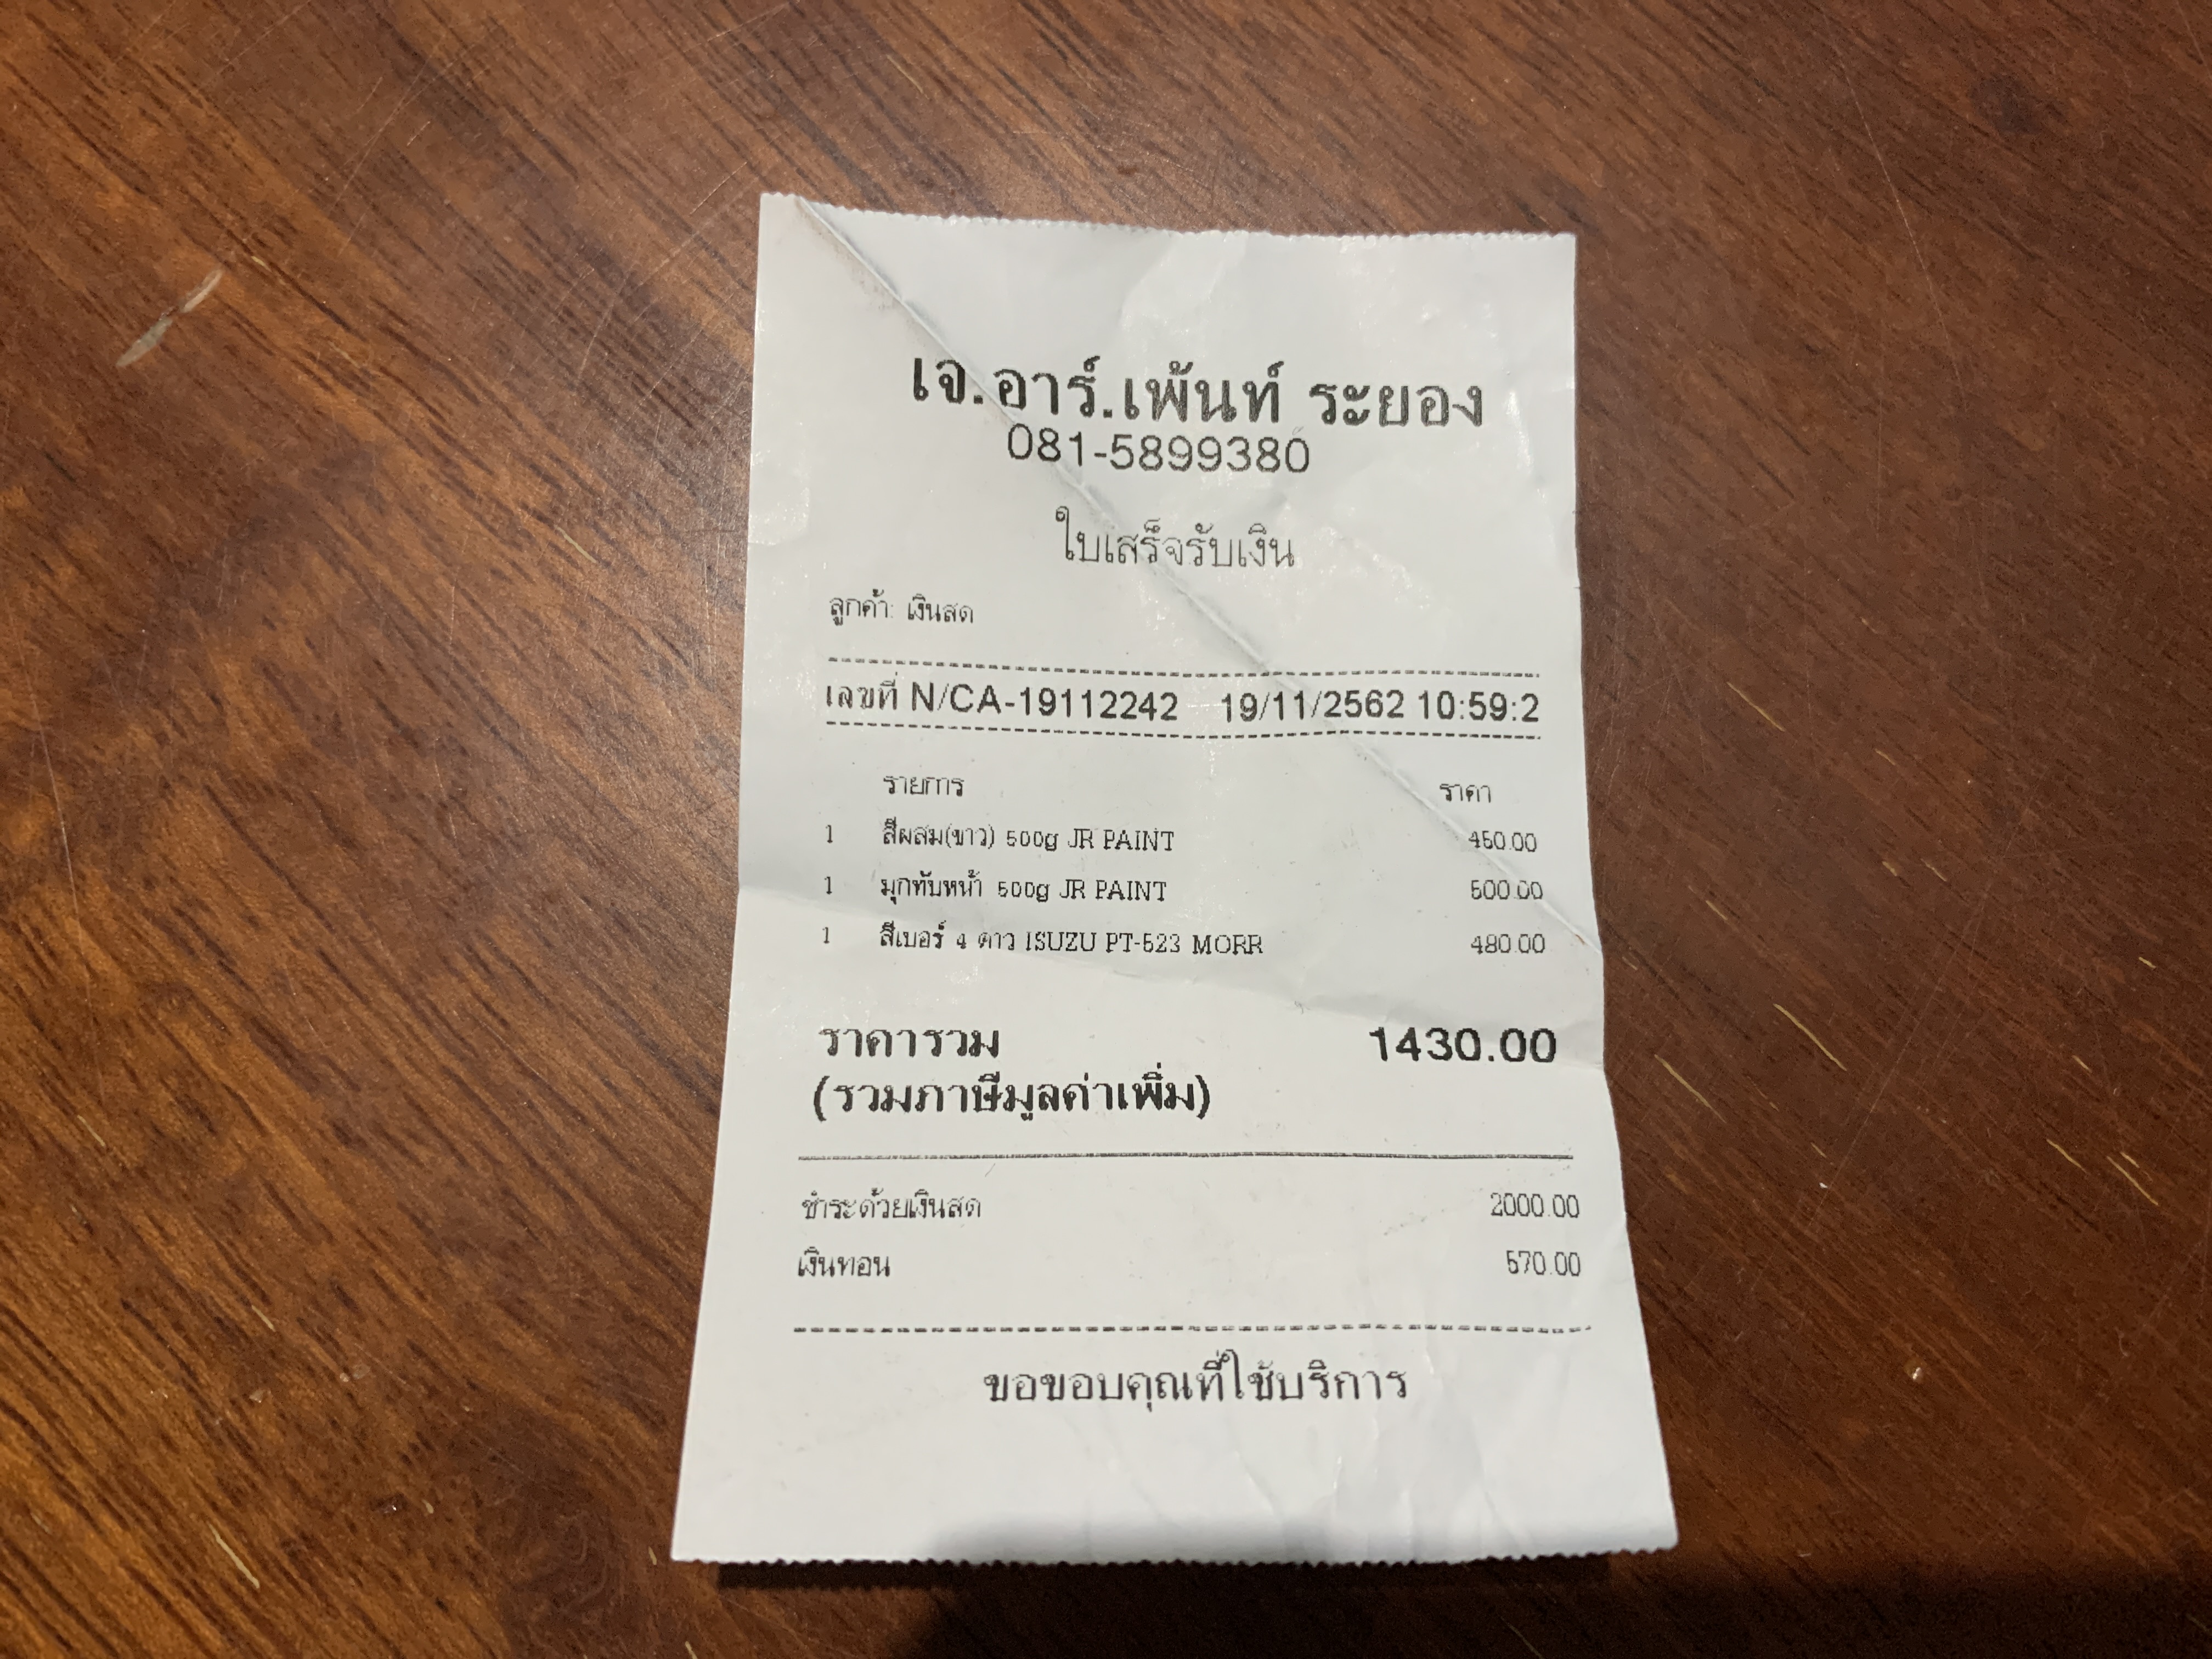 เจ.อาร์.เพ้นท์ ระยอง
081-5899380
ใบเสร็จรับเงิน
ลูกค้า: เงินสด
เลขที่ N/CA-19112242 19/11/2562 10:59:2
รายการ ราคา
1 สีผสม(ขาว) 500g JR PAINT 450.00
1 มุกทับหน้า 500g JR PAINT 500.00
1 สีเบอร์ 4 ดาว ISUZU PT-523 MORR 480.00
ราคารวม 1430.00
(รวมภาษีมูลค่าเพิ่ม)
ชำระด้วยเงินสด 2000.00
เงินทอน 570.00
ขอขอบคุณที่ใช้บริการ